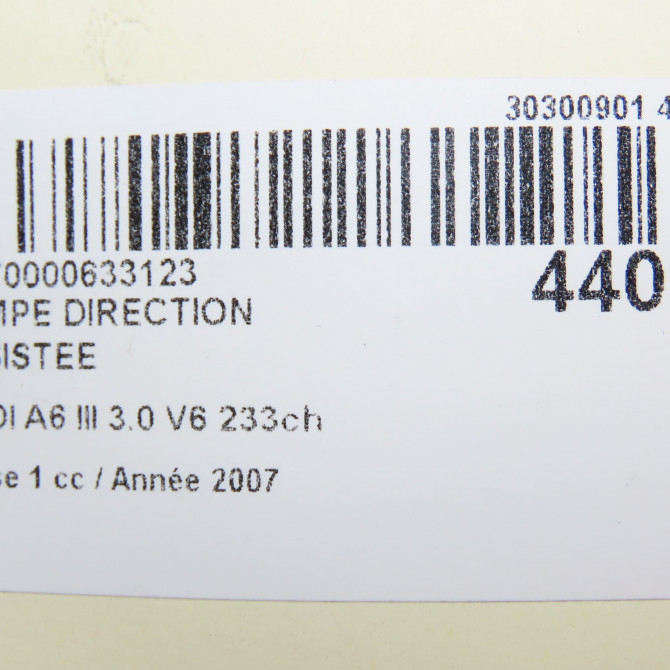 30300901 4
70000633123
440
MPE DIRECTION
SISTEE
DI A6 III 3.0 V6 233ch
se 1 cc / Année 2007